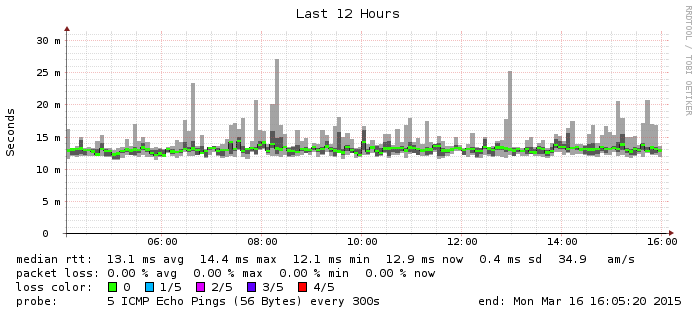 Last 12 Hours
RRDTOOL / TOBI OETIKER
Seconds
30 m
25 m
20 m
15 m
10 m
5 m
0
06:00 08:00 10:00 12:00 14:00 16:00
median rtt: 13.1 ms avg 14.4 ms max 12.1 ms min 12.9 ms now 0.4 ms sd 34.9 am/s
packet loss: 0.00 % avg 0.00 % max 0.00 % min 0.00 % now
loss color: 0 1/5 2/5 3/5 4/5
probe: 5 ICMP Echo Pings (56 Bytes) every 300s end: Mon Mar 16 16:05:20 2015